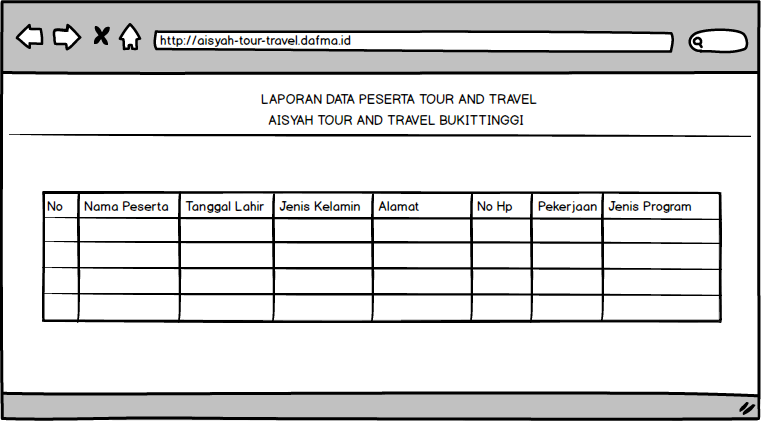 http://aisyah-tour-travel.dafma.id
LAPORAN DATA PESERTA TOUR AND TRAVEL
AISYAH TOUR AND TRAVEL BUKITTINGGI
No Nama Peserta Tanggal Lahir Jenis Kelamin Alamat No Hp Pekerjaan Jenis Program